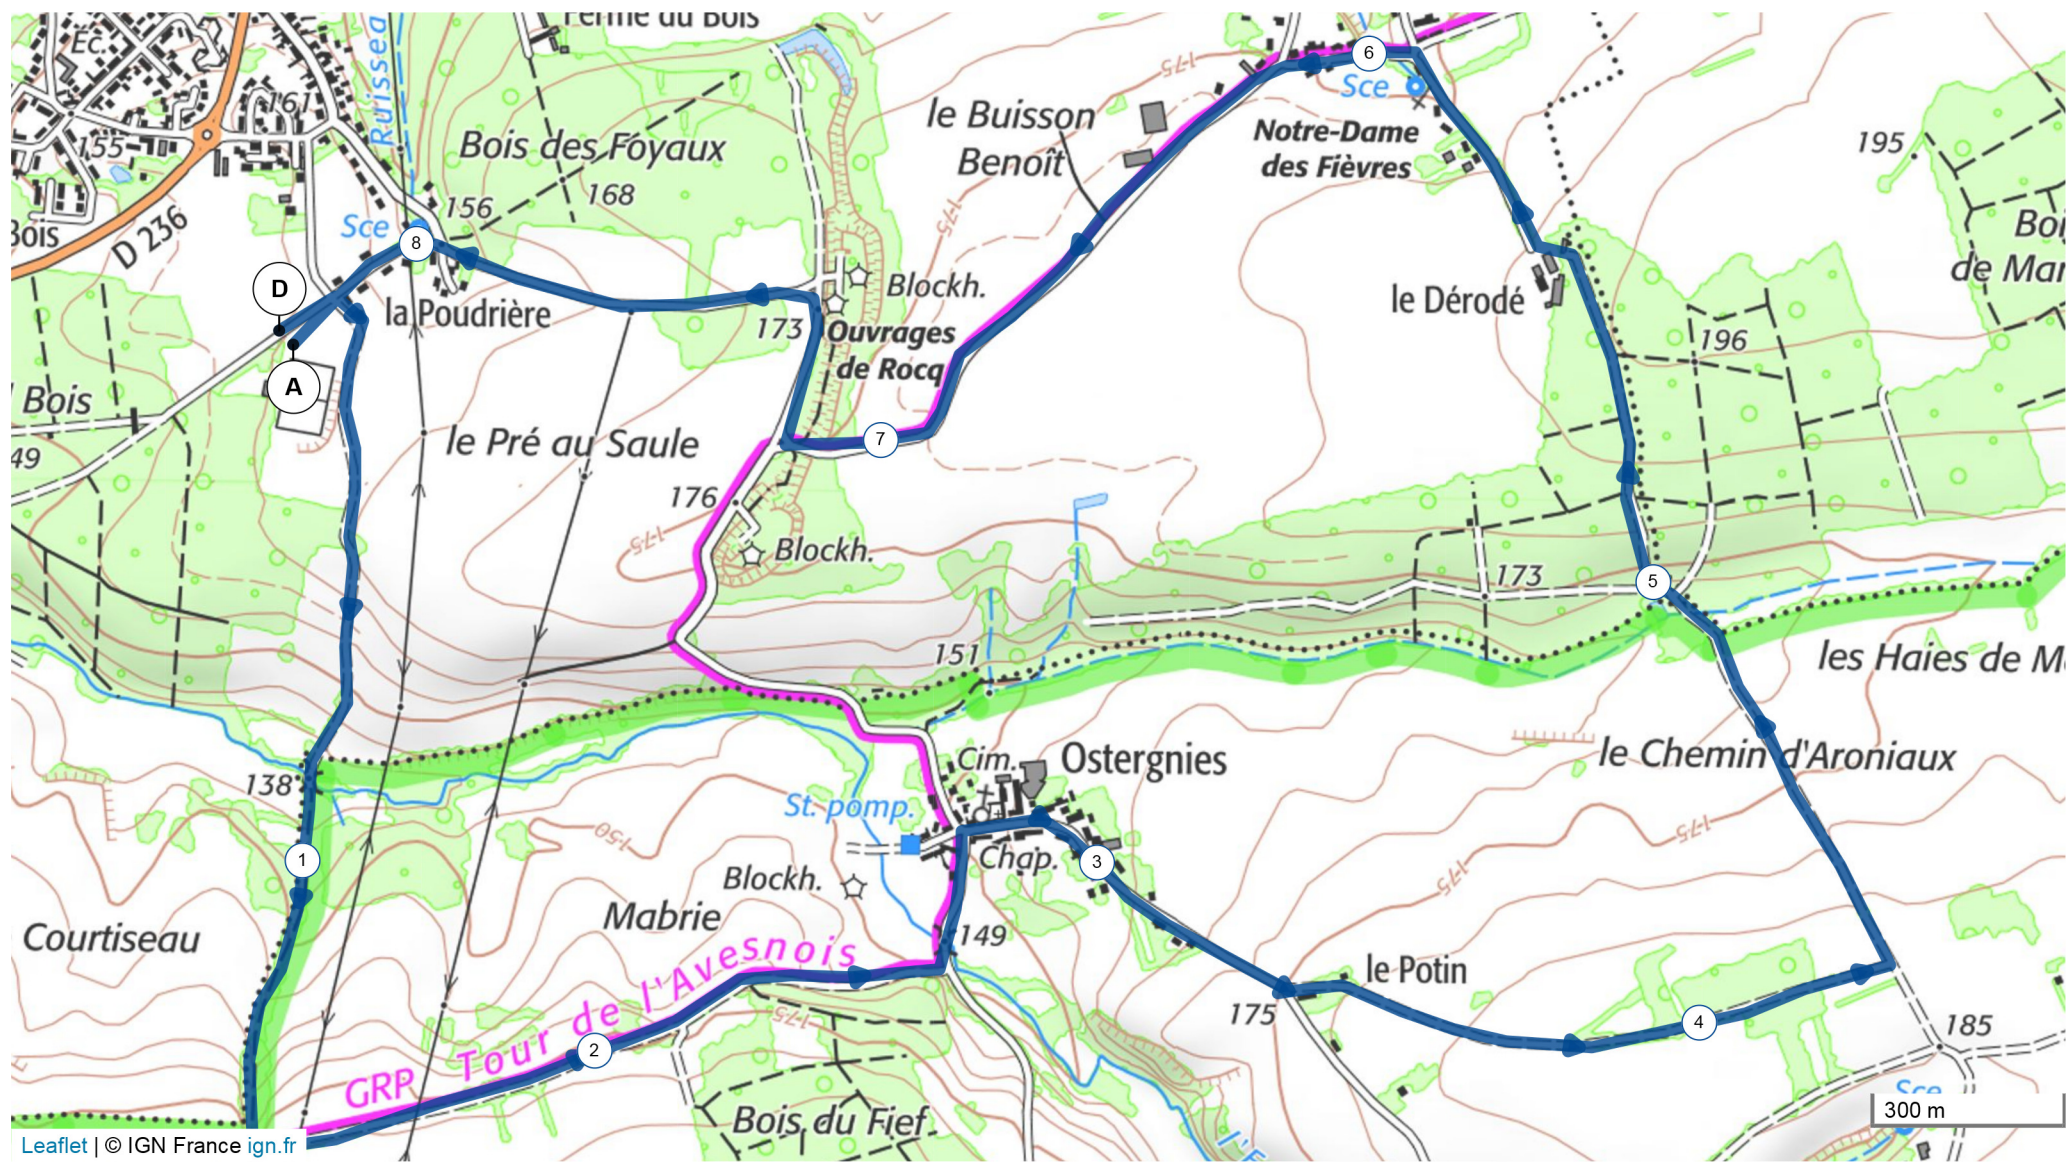 Ferme du Bois
Éc.
Ruisseau
161
155
Bois des Foyaux
168
156
Sce
8
D 236
Bois
D
A
la Poudrière
Bois
49
le Buisson
Benoît
175
175
6
Sce
Notre-Dame
des Fièvres
195
Blockh.
173
Ouvrages
de Rocq
7
le Dérodé
196
le Pré au Saule
176
175
Blockh.
173
5
151
les Haies de
le Chemin d'Aroniaux
175
175
138
1
Courtiseau
150
Cim.
Ostergnies
St. pomp.
Chap.
3
Blockh.
Mabrie
149
GRP Tour de l'Avesnois
2
175
Bois du Fief
le Potin
175
4
185
Sce
300 m
Leaflet | © IGN France ign.fr